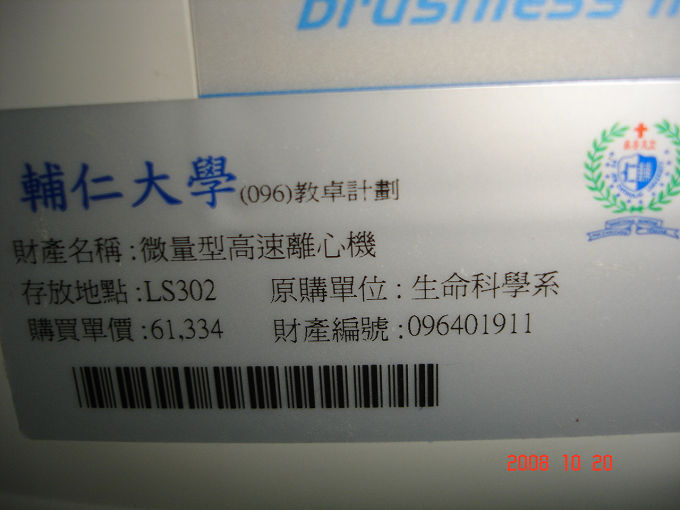 brushless
輔仁大學(096)教卓計劃
財產名稱:微量型高速離心機
存放地點:LS302 原購單位:生命科學系
購買單價:61,334 財產編號:096401911
2008 10 20